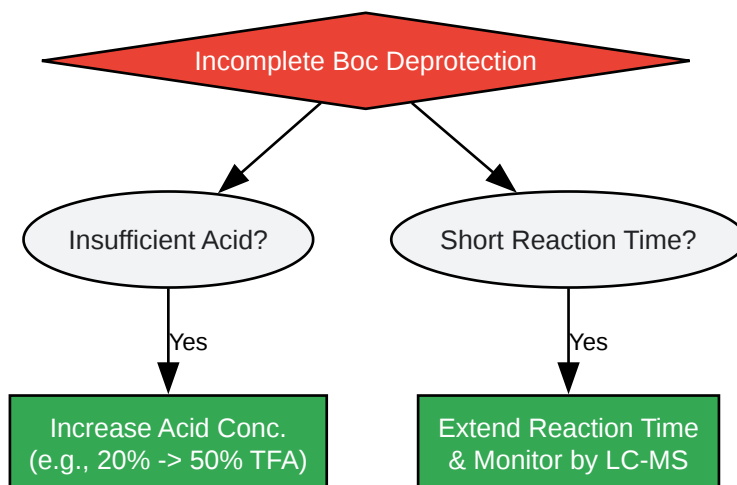 Incomplete Boc Deprotection
Insufficient Acid?
Short Reaction Time?
Yes
Yes
Increase Acid Conc.
(e.g., 20% -> 50% TFA)
Extend Reaction Time
& Monitor by LC-MS